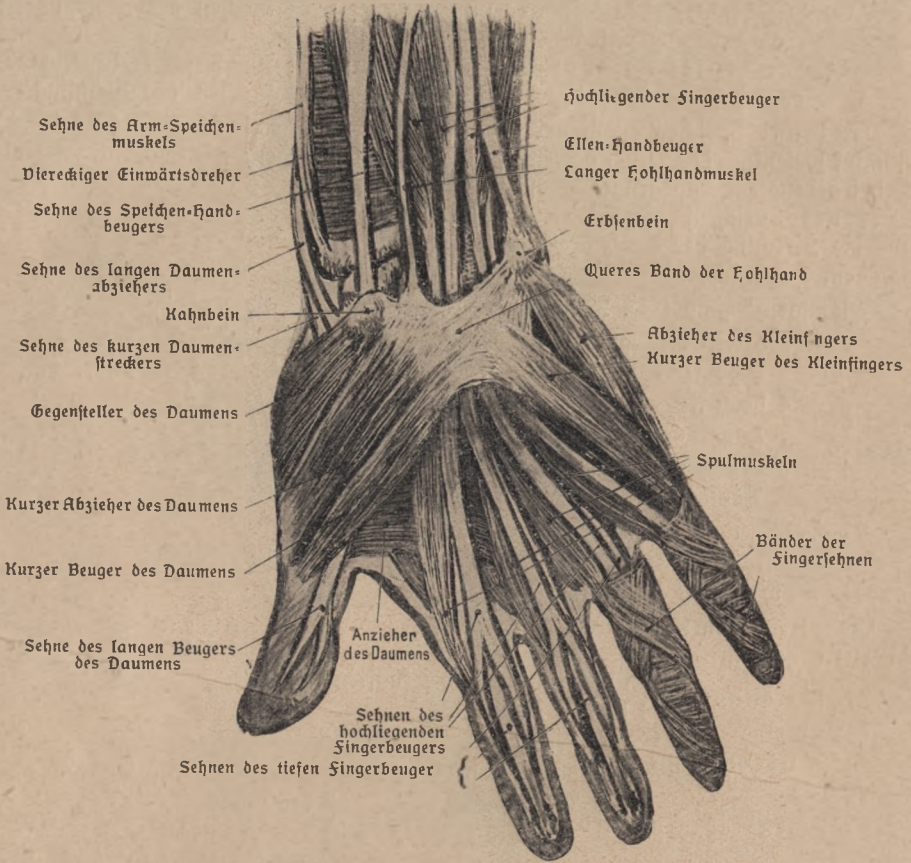 Sehne des Arm-Speichen-
muskels
Viereckiger Einwärtsdreher
Sehne des Speichen-Hand-
beugers
Sehne des langen Daumen-
abziehers
Kahnbein
Sehne des kurzen Daumen-
streckers
Gegensteller des Daumens
Kurzer Abzieher des Daumens
Kurzer Beuger des Daumens
Sehne des langen Beugers
des Daumens
Anzieher
des Daumens
Sehnen des
hochliegenden
Fingerbeugers
Sehnen des tiefen Fingerbeuger
Hochliegender Fingerbeuger
Ellen-Handbeuger
Langer Hohlhandmuskel
Erbsenbein
Queres Band der Hohlhand
Abzieher des Kleinfingers
Kurzer Beuger des Kleinfingers
Spulmuskeln
Bänder der
Fingersehnen